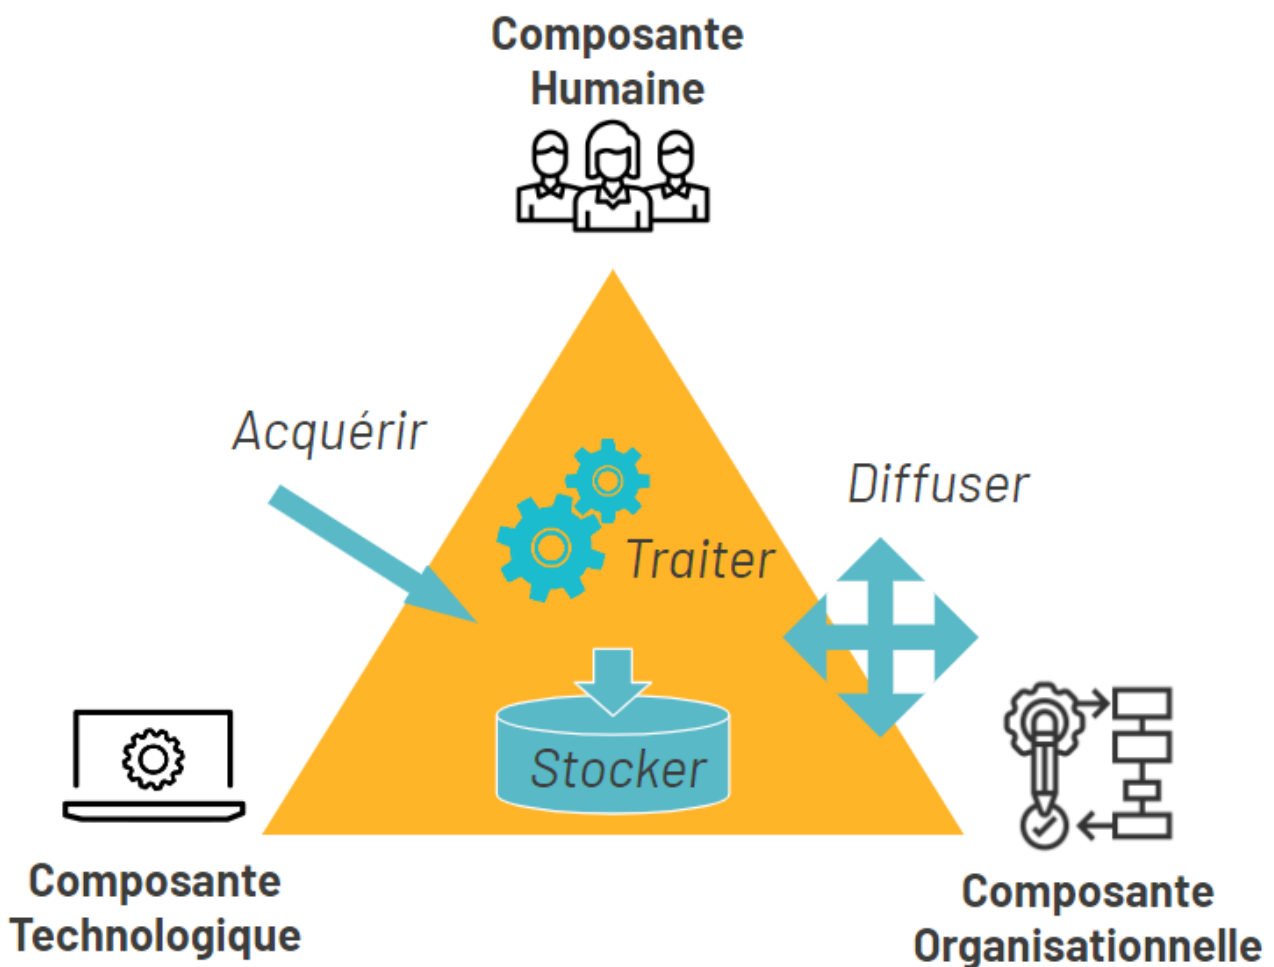 Composante
Humaine
Acquérir
Diffuser
Traiter
Stocker
Composante
Technologique
Composante
Organisationnelle